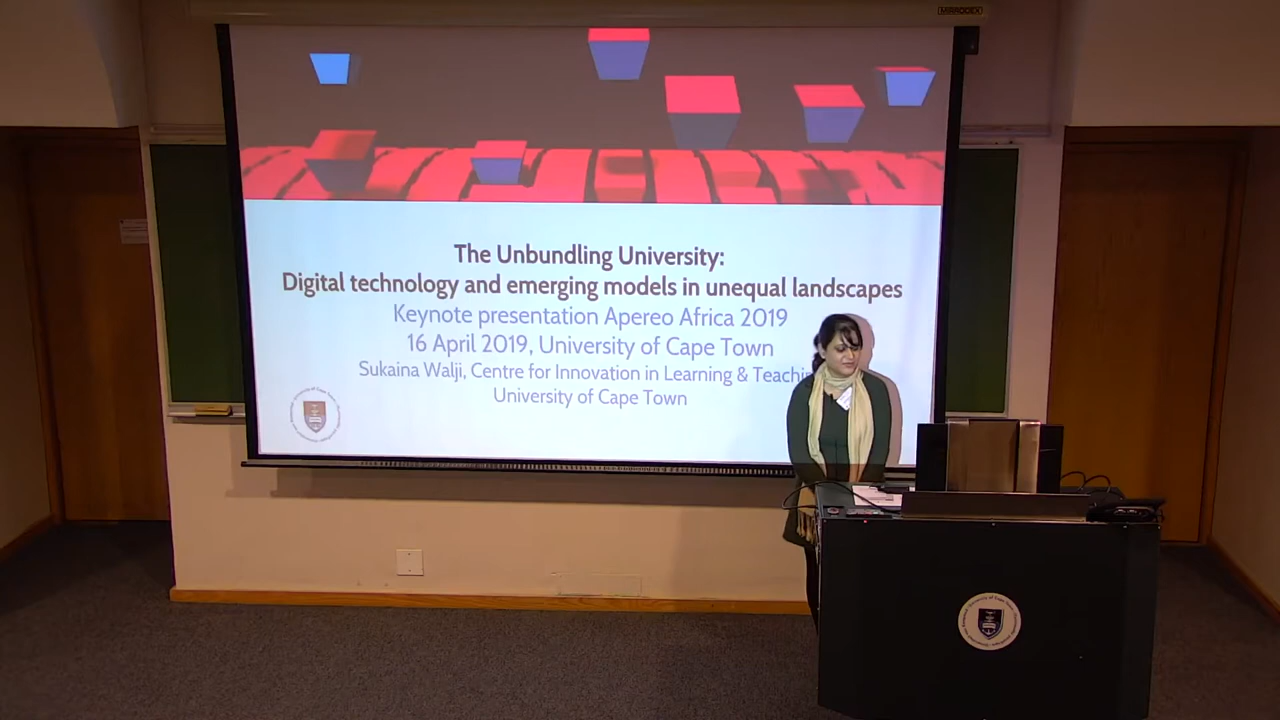 The Unbundling University:
Digital technology and emerging models in unequal landscapes
Keynote presentation Apereo Africa 2019
16 April 2019, University of Cape Town
Sukaina Walji, Centre for Innovation in Learning &
University of Cape Town